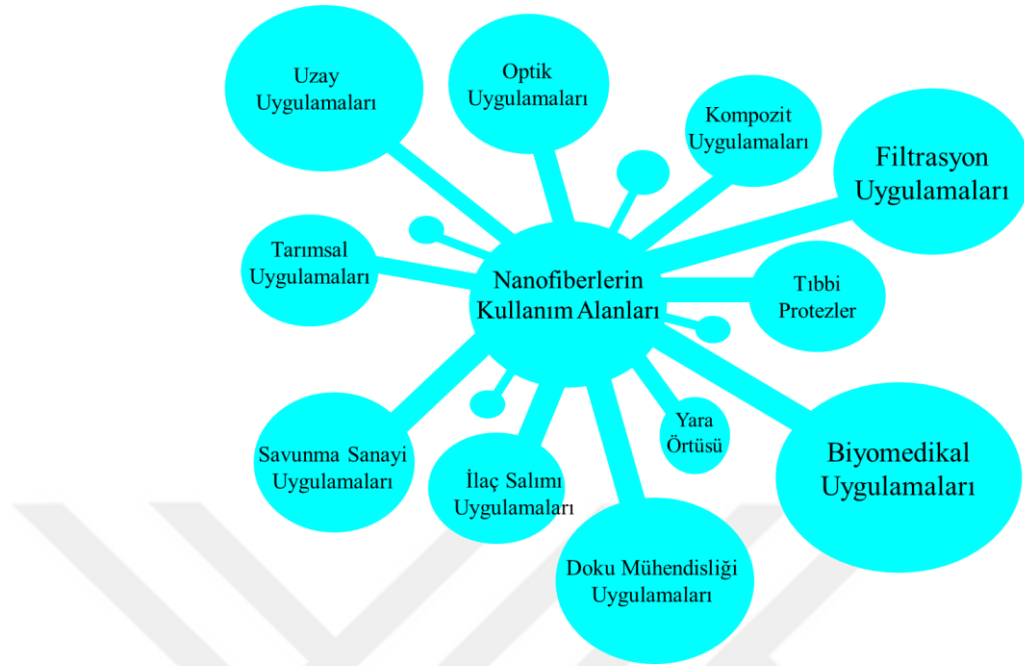 Uzay
Uygulamaları
Optik
Uygulamaları
Kompozit
Uygulamaları
Filtrasyon
Uygulamaları
Tarımsal
Uygulamaları
Nanofiberlerin
Kullanım Alanları
Tıbbi
Protezler
Savunma Sanayi
Uygulamaları
İlaç Salımı
Uygulamaları
Yara
Örtüsü
Biyomedikal
Uygulamaları
Doku Mühendisliği
Uygulamaları